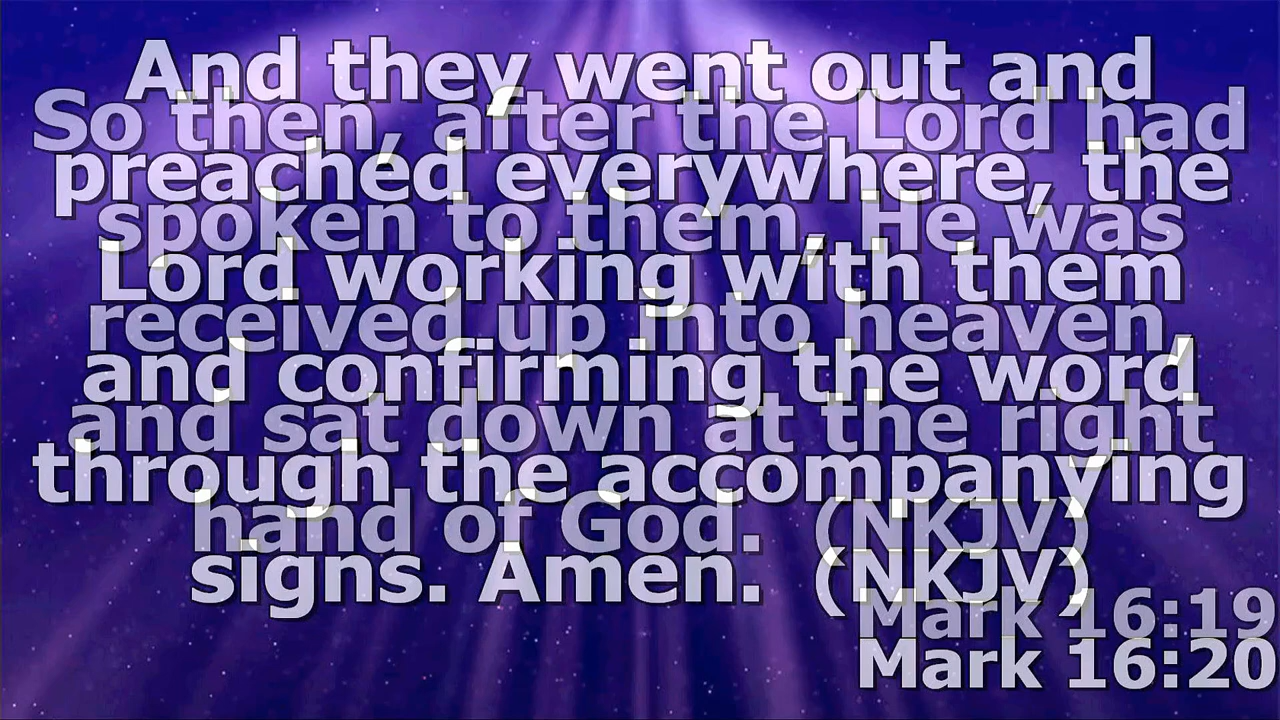 And they went out and
So then, after the Lord had
preached everywhere, the
spoken to them, He was
Lord working with them
received up into heaven,
and confirming the word
and sat down at the right
through the accompanying
hand of God. (NKJV)
signs. Amen. (NKJV)
Mark 16:19
Mark 16:20